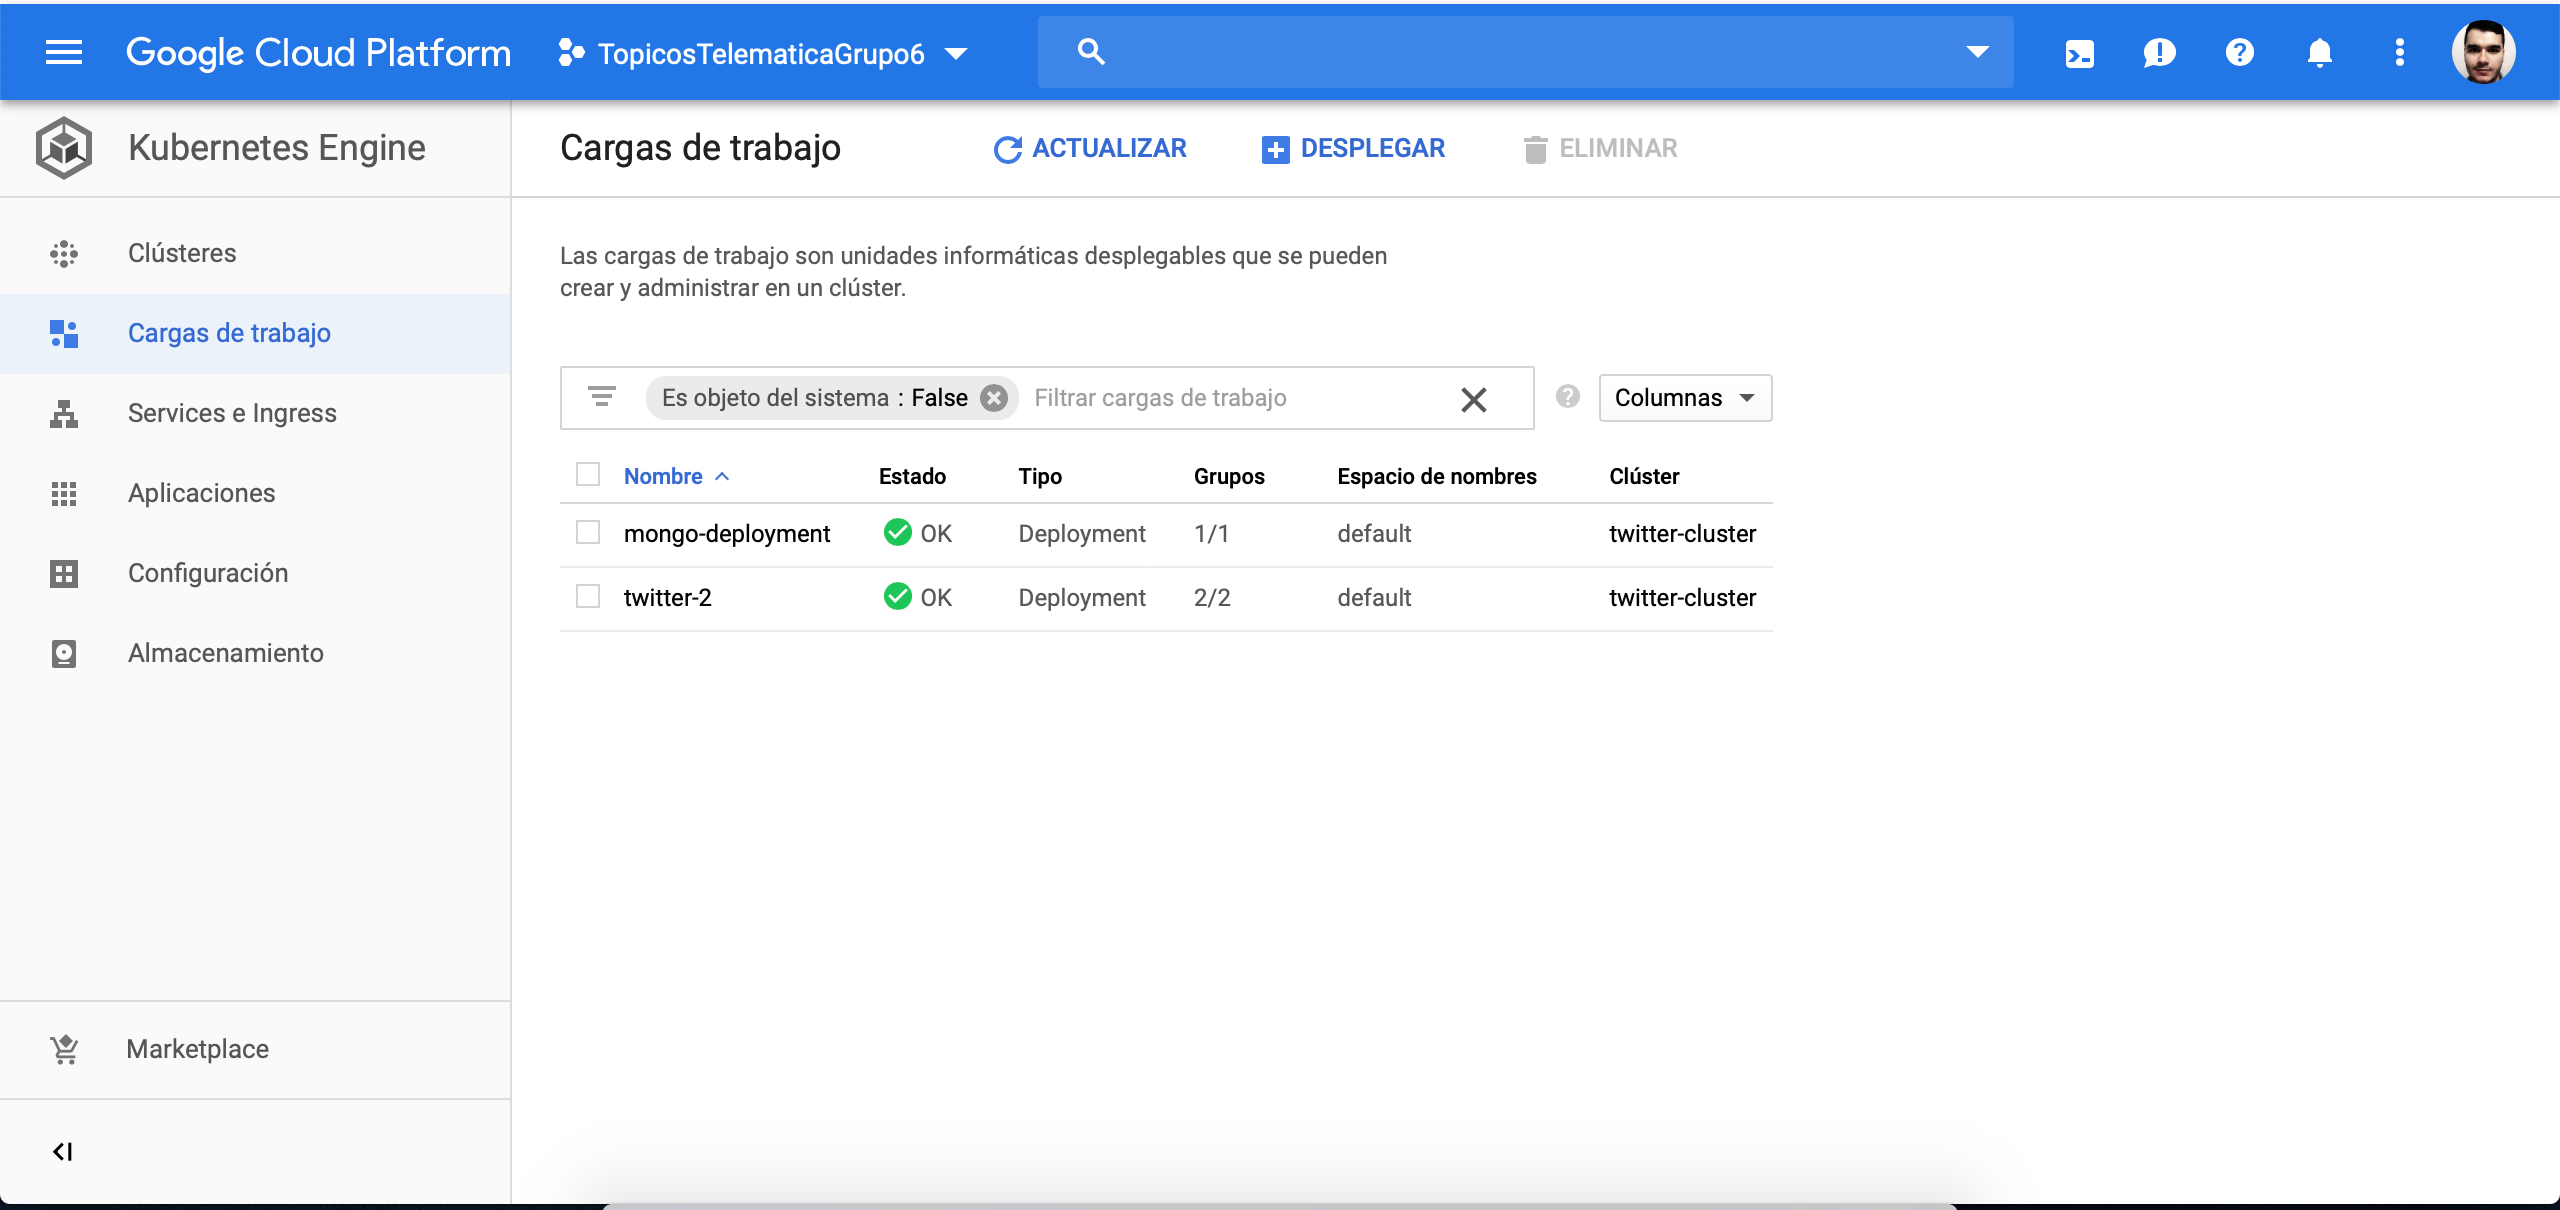 Google Cloud Platform TopicosTelematicaGrupo6
Kubernetes Engine
Clústeres
Cargas de trabajo
Services e Ingress
Aplicaciones
Configuración
Almacenamiento
Marketplace
Cargas de trabajo ACTUALIZAR DESPLEGAR ELIMINAR
Las cargas de trabajo son unidades informáticas desplegables que se pueden
crear y administrar en un clúster.
Es objeto del sistema : False Filtrar cargas de trabajo Columnas
Nombre Estado Tipo Grupos Espacio de nombres Clúster
mongo-deployment OK Deployment 1/1 default twitter-cluster
twitter-2 OK Deployment 2/2 default twitter-cluster